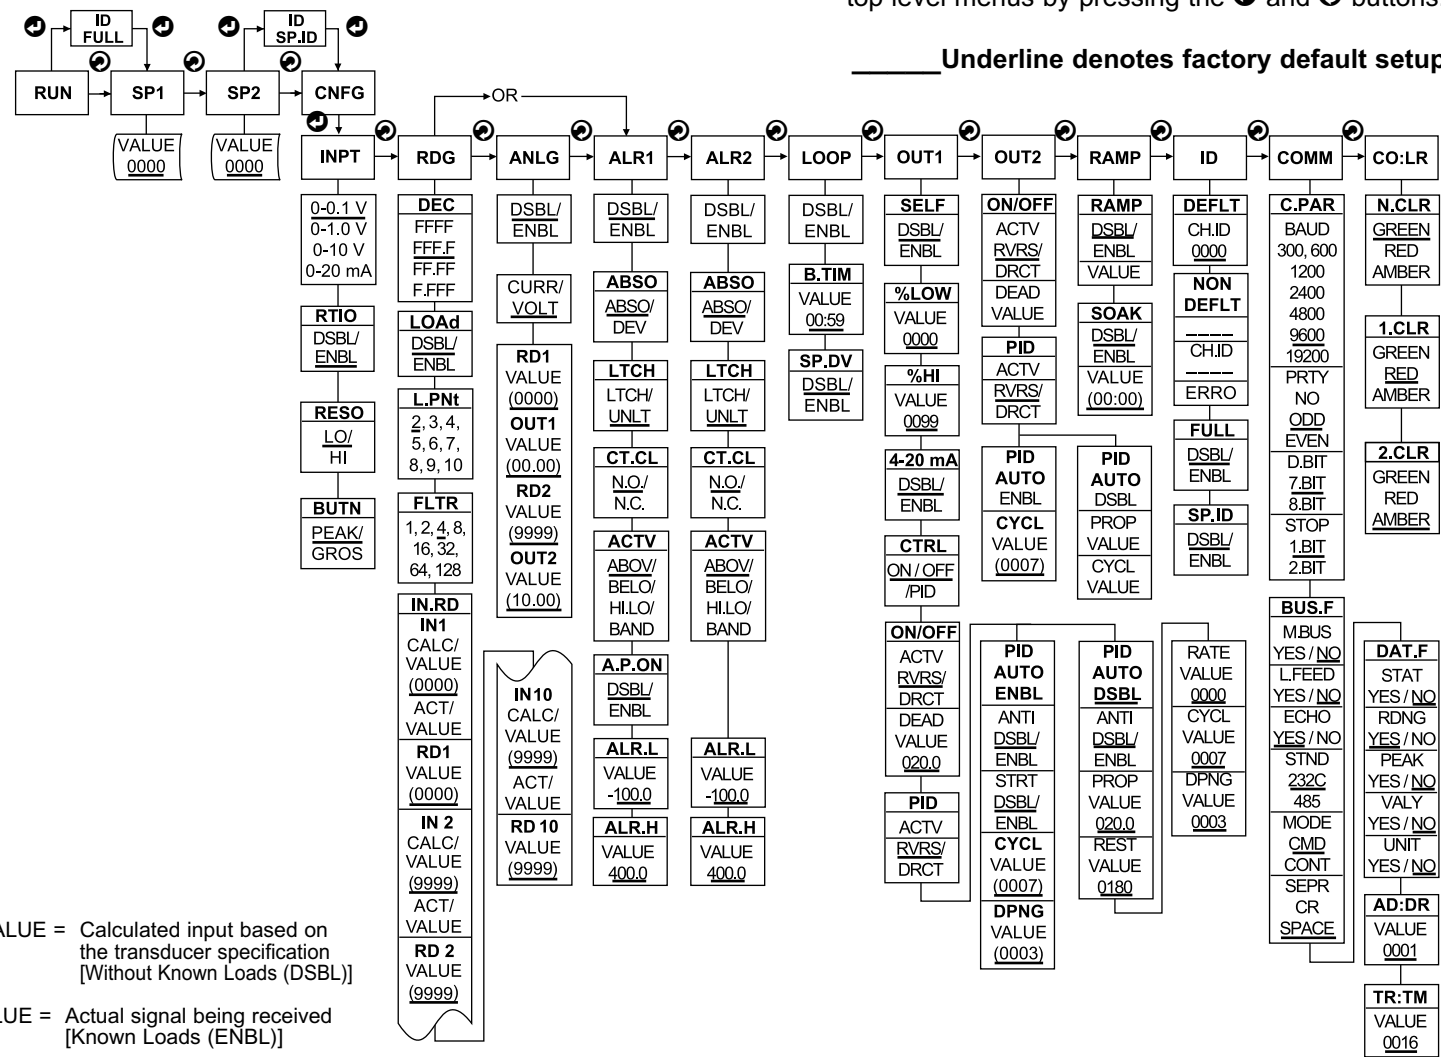 top level menus by pressing the and buttons.
_____Underline denotes factory default setup
ID
FULL
ID
SP.ID
RUN
SP1
SP2
CNFG
VALUE
0000
VALUE
0000
OR
INPT
RDG
ANLG
ALR1
ALR2
LOOP
OUT1
OUT2
RAMP
ID
COMM
CO:LR
0-0.1 V
0-1.0 V
0-10 V
0-20 mA
RTIO
DSBL/
ENBL
RESO
LO/
HI
BUTN
PEAK/
GROS
DEC
FFFF
FFF.F
FF.FF
F.FFF
LOAd
DSBL/
ENBL
L.PNt
2, 3, 4,
5, 6, 7,
8, 9, 10
FLTR
1, 2, 4, 8,
16, 32,
64, 128
IN.RD
IN1
CALC/
VALUE
(0000)
ACT/
VALUE
RD1
VALUE
(0000)
IN 2
CALC/
VALUE
(9999)
ACT/
VALUE
RD 2
VALUE
(9999)
DSBL/
ENBL
CURR/
VOLT
RD1
VALUE
(0000)
OUT1
VALUE
(00.00)
RD2
VALUE
(9999)
OUT2
VALUE
(10.00)
IN10
CALC/
VALUE
(9999)
ACT/
VALUE
RD 10
VALUE
(9999)
DSBL/
ENBL
ABSO
ABSO/
DEV
LTCH
LTCH/
UNLT
CT.CL
N.O./
N.C.
ACTV
ABOV/
BELO/
HI.LO/
BAND
A.P.ON
DSBL/
ENBL
ALR.L
VALUE
-100.0
ALR.H
VALUE
400.0
DSBL/
ENBL
ABSO
ABSO/
DEV
LTCH
LTCH/
UNLT
CT.CL
N.O./
N.C.
ACTV
ABOV/
BELO/
HI.LO/
BAND
ALR.L
VALUE
-100.0
ALR.H
VALUE
400.0
DSBL/
ENBL
B.TIM
VALUE
00:59
SP.DV
DSBL/
ENBL
SELF
DSBL/
ENBL
%LOW
VALUE
0000
%HI
VALUE
0099
4-20 mA
DSBL/
ENBL
CTRL
ON / OFF
/PID
ON/OFF
ACTV
RVRS/
DRCT
DEAD
VALUE
020.0
PID
ACTV
RVRS/
DRCT
ON/OFF
ACTV
RVRS/
DRCT
DEAD
VALUE
PID
ACTV
RVRS/
DRCT
PID
AUTO
ENBL
CYCL
VALUE
(0007)
PID
AUTO
DSBL
PROP
VALUE
CYCL
VALUE
PID
AUTO
ENBL
ANTI
DSBL/
ENBL
STRT
DSBL/
ENBL
CYCL
VALUE
(0007)
DPNG
VALUE
(0003)
PID
AUTO
DSBL
ANTI
DSBL/
ENBL
PROP
VALUE
020.0
REST
VALUE
0180
RATE
VALUE
0000
CYCL
VALUE
0007
DPNG
VALUE
0003
RAMP
DSBL/
ENBL
VALUE
SOAK
DSBL/
ENBL
VALUE
(00:00)
DEFLT
CH.ID
0000
NON
DEFLT
____
CH.ID
____
ERRO
FULL
DSBL/
ENBL
SP.ID
DSBL/
ENBL
C.PAR
BAUD
300, 600
1200
2400
4800
9600
19200
PRTY
NO
ODD
EVEN
D.BIT
7.BIT
8.BIT
STOP
1.BIT
2.BIT
BUS.F
M.BUS
YES / NO
L.FEED
YES / NO
ECHO
YES / NO
STND
232C
485
MODE
CMD
CONT
SEPR
CR
SPACE
N.CLR
GREEN
RED
AMBER
1.CLR
GREEN
RED
AMBER
2.CLR
GREEN
RED
AMBER
DAT.F
STAT
YES / NO
RDNG
YES / NO
PEAK
YES / NO
VALY
YES / NO
UNIT
YES / NO
AD:DR
VALUE
0001
TR:TM
VALUE
0016
ALUE = Calculated input based on
the transducer specification
[Without Known Loads (DSBL)]
LUE = Actual signal being received
[Known Loads (ENBL)]